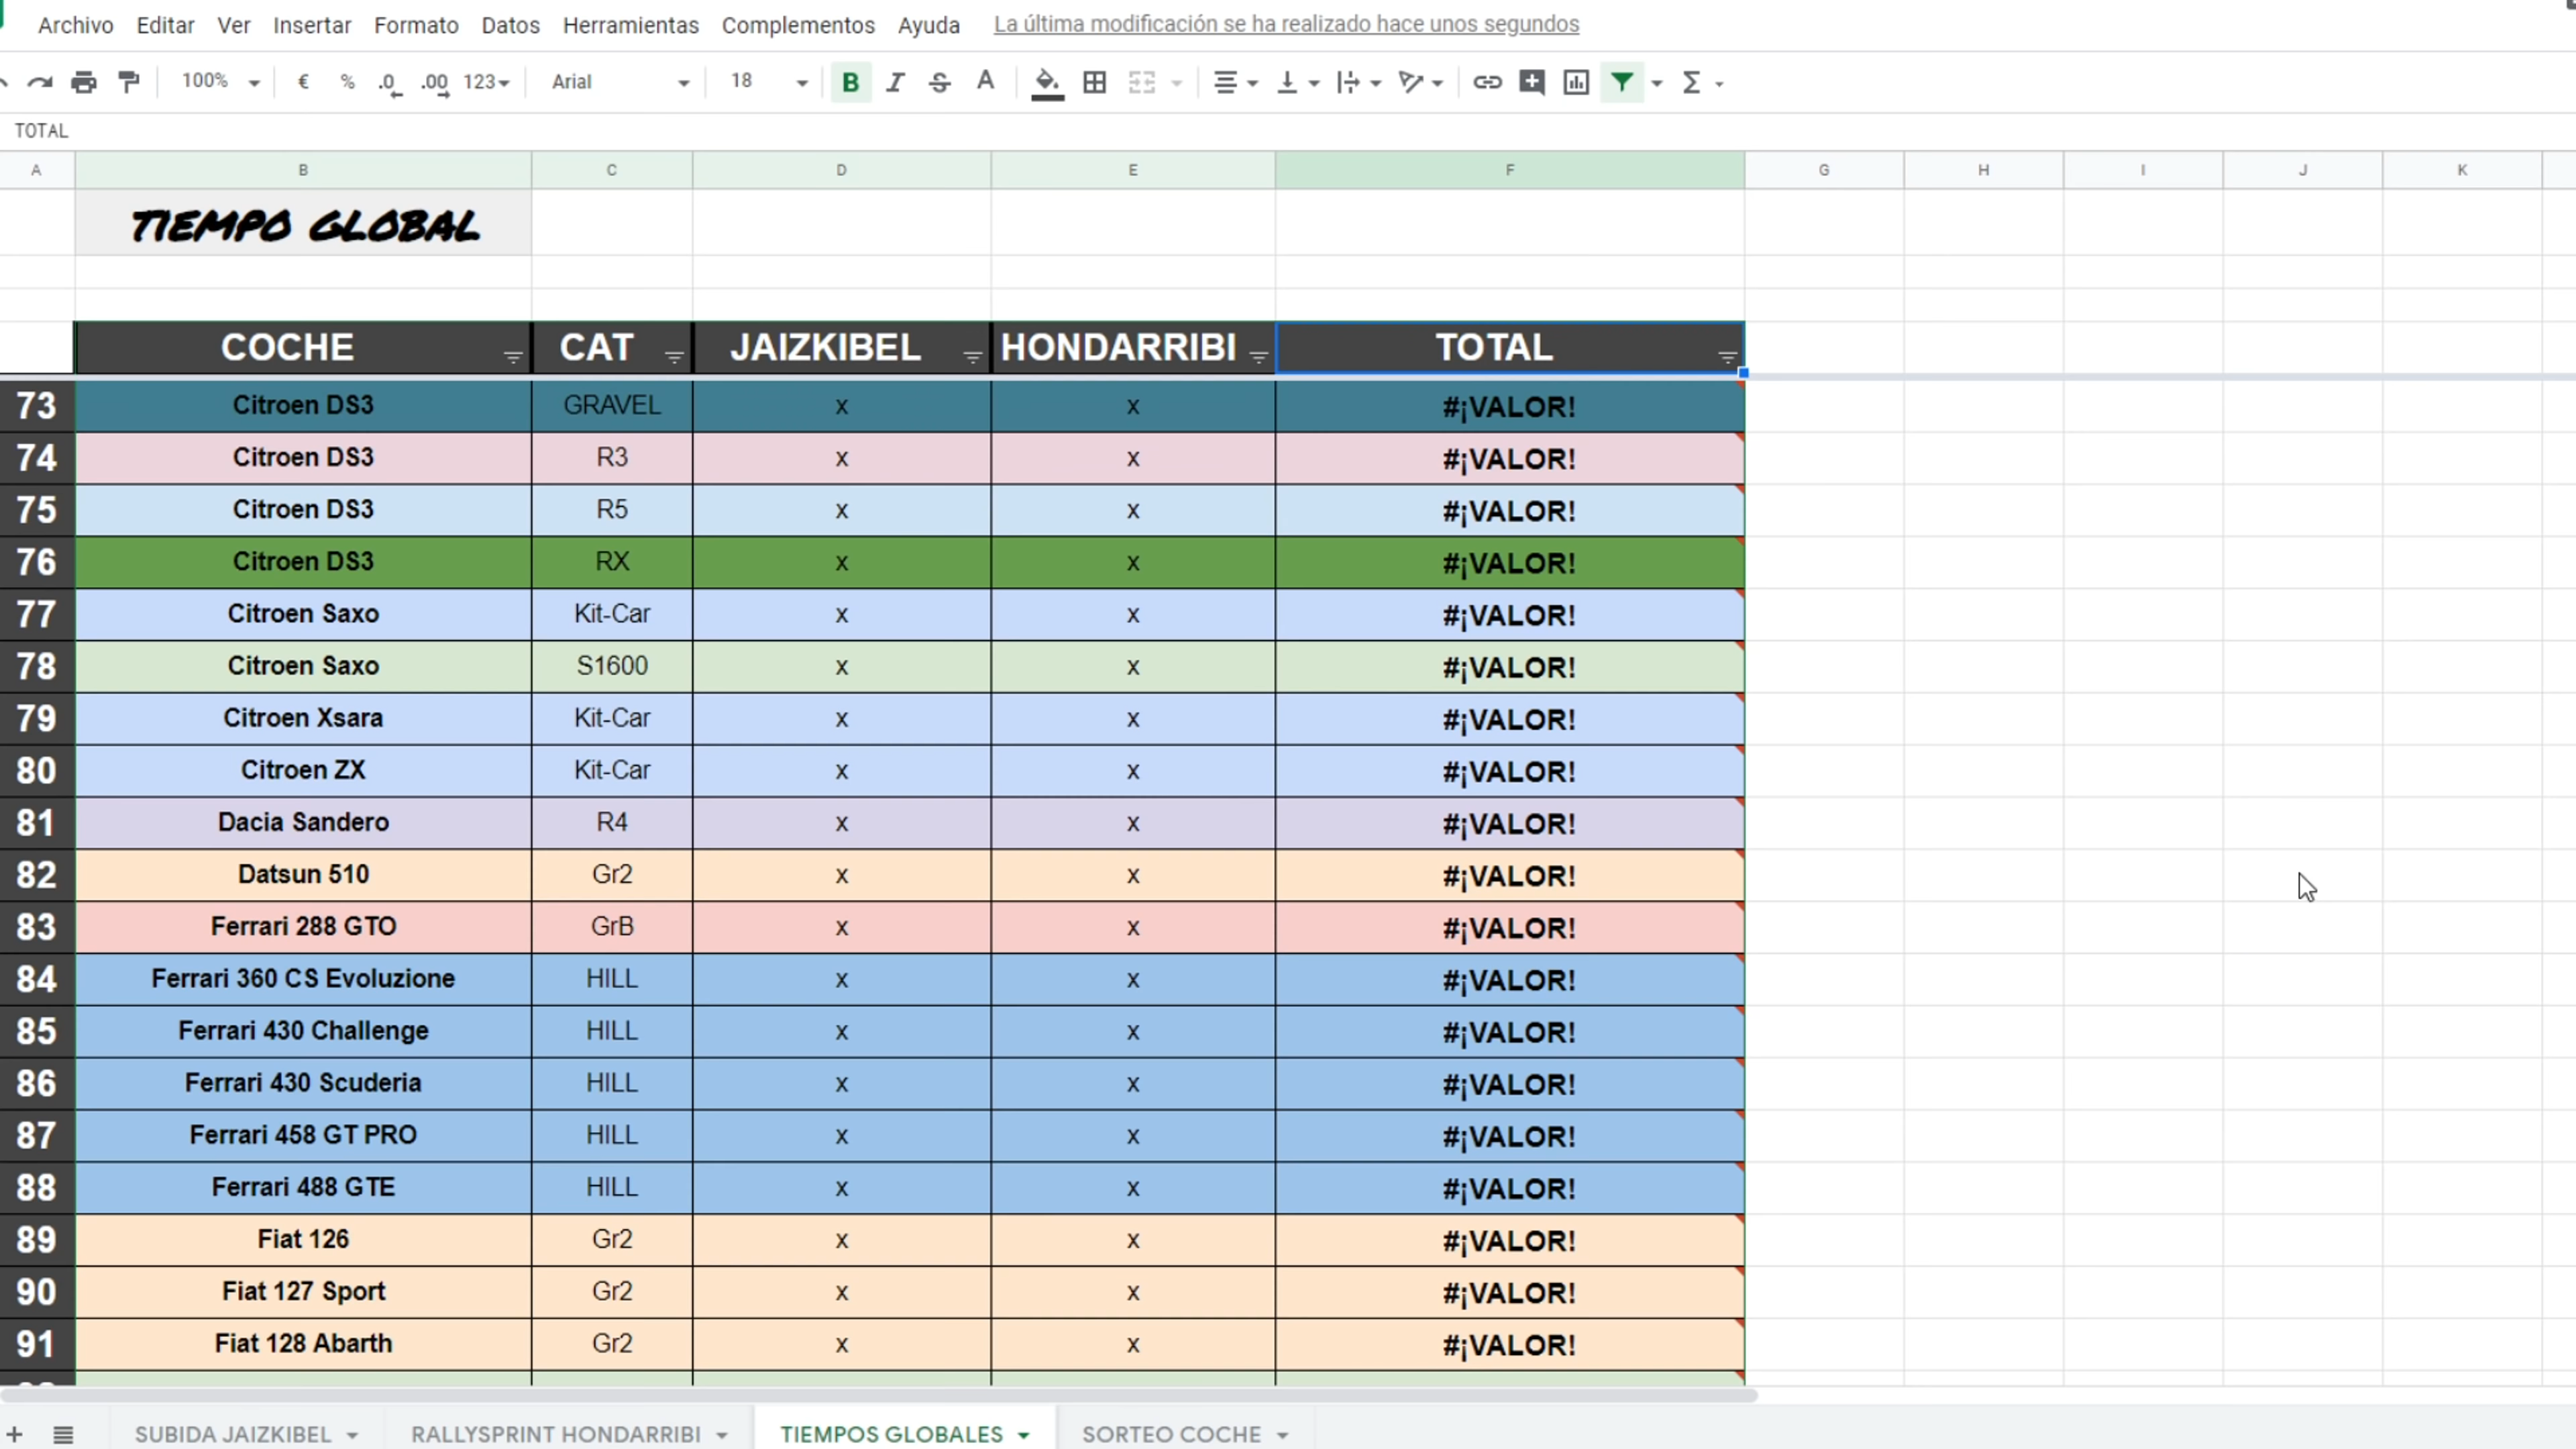 Archivo Editar Ver Insertar Formato Datos Herramientas Complementos Ayuda La última modificación se ha realizado hace unos segundos
100% € % .0 .00 123 Arial 18 B I S A Σ
TOTAL
A B C D E F G H I J K
TIEMPO GLOBAL
COCHE CAT JAIZKIBEL HONDARRIBI TOTAL
73 Citroen DS3 GRAVEL x x #¡VALOR!
74 Citroen DS3 R3 x x #¡VALOR!
75 Citroen DS3 R5 x x #¡VALOR!
76 Citroen DS3 RX x x #¡VALOR!
77 Citroen Saxo Kit-Car x x #¡VALOR!
78 Citroen Saxo S1600 x x #¡VALOR!
79 Citroen Xsara Kit-Car x x #¡VALOR!
80 Citroen ZX Kit-Car x x #¡VALOR!
81 Dacia Sandero R4 x x #¡VALOR!
82 Datsun 510 Gr2 x x #¡VALOR!
83 Ferrari 288 GTO GrB x x #¡VALOR!
84 Ferrari 360 CS Evoluzione HILL x x #¡VALOR!
85 Ferrari 430 Challenge HILL x x #¡VALOR!
86 Ferrari 430 Scuderia HILL x x #¡VALOR!
87 Ferrari 458 GT PRO HILL x x #¡VALOR!
88 Ferrari 488 GTE HILL x x #¡VALOR!
89 Fiat 126 Gr2 x x #¡VALOR!
90 Fiat 127 Sport Gr2 x x #¡VALOR!
91 Fiat 128 Abarth Gr2 x x #¡VALOR!
SUBIDA JAIZKIBEL RALLYSPRINT HONDARRIBI TIEMPOS GLOBALES SORTEO COCHE